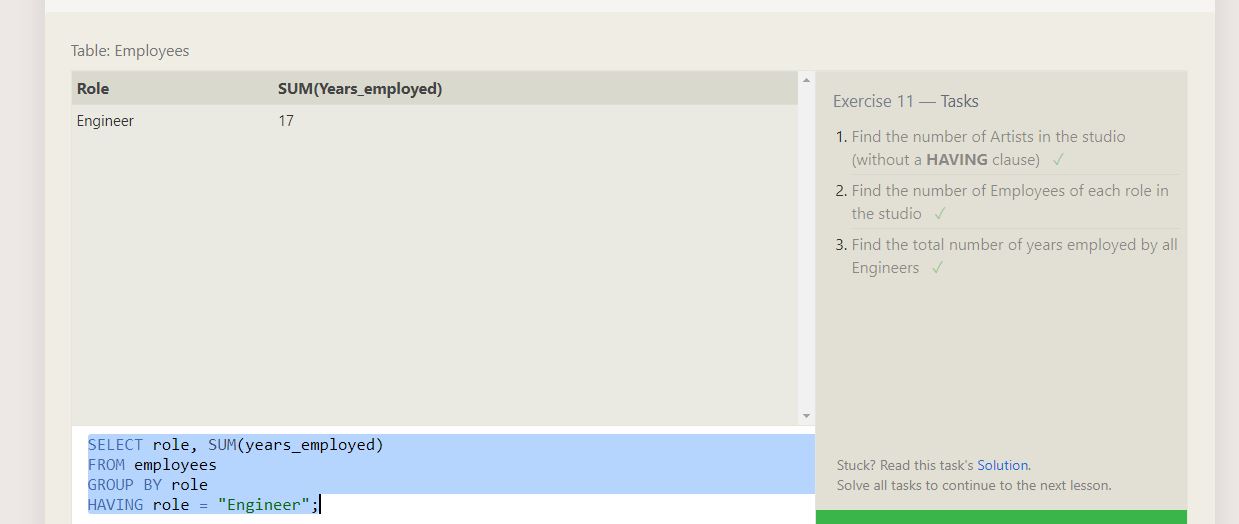 Table: Employees
Role SUM(Years_employed)
Engineer 17
SELECT role, SUM(years_employed)
FROM employees
GROUP BY role
HAVING role = "Engineer";
Exercise 11 — Tasks
1. Find the number of Artists in the studio
(without a HAVING clause) ✓
2. Find the number of Employees of each role in
the studio ✓
3. Find the total number of years employed by all
Engineers ✓
Stuck? Read this task's Solution.
Solve all tasks to continue to the next lesson.